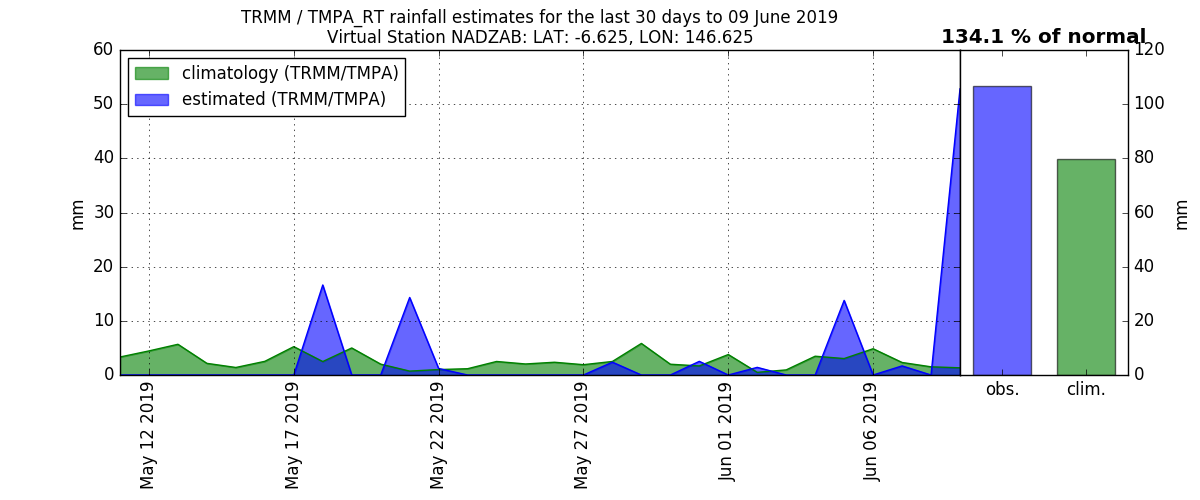 TRMM / TMPA_RT rainfall estimates for the last 30 days to 09 June 2019
Virtual Station NADZAB: LAT: -6.625, LON: 146.625
134.1 % of normal
climatology (TRMM/TMPA)
estimated (TRMM/TMPA)
60
50
40
30
20
10
0
mm
120
100
80
60
40
20
0
mm
May 12 2019
May 17 2019
May 22 2019
May 27 2019
Jun 01 2019
Jun 06 2019
obs.
clim.